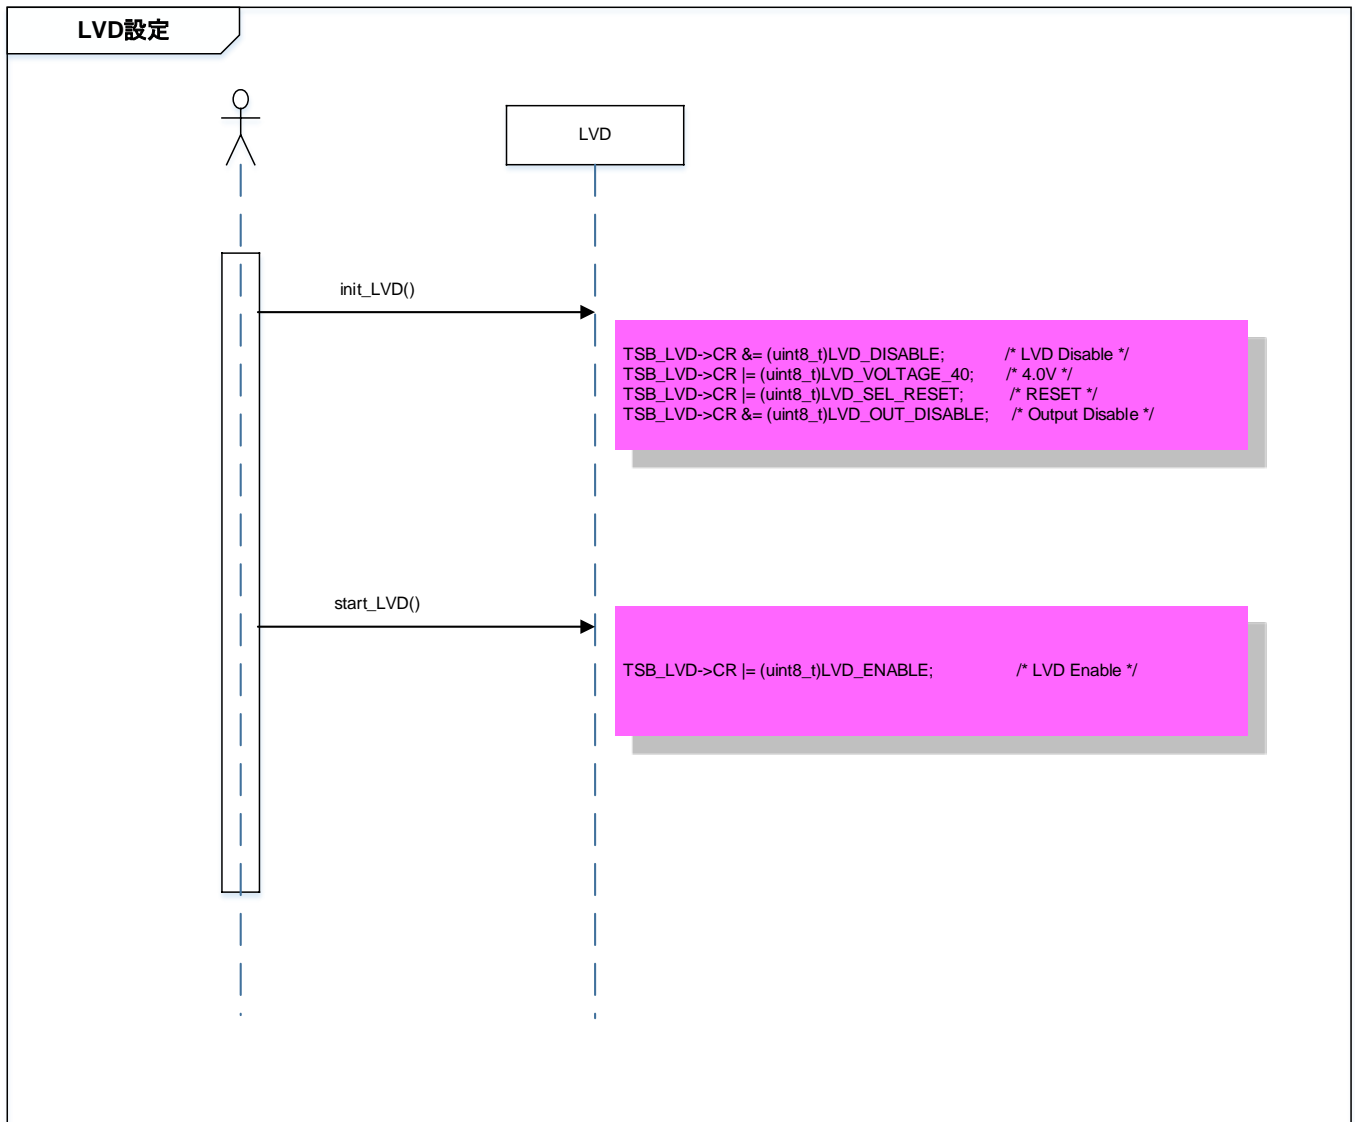 LVD設定
LVD
init_LVD()
TSB_LVD->CR &= (uint8_t)LVD_DISABLE; /* LVD Disable */
TSB_LVD->CR |= (uint8_t)LVD_VOLTAGE_40; /* 4.0V */
TSB_LVD->CR |= (uint8_t)LVD_SEL_RESET; /* RESET */
TSB_LVD->CR &= (uint8_t)LVD_OUT_DISABLE; /* Output Disable */
start_LVD()
TSB_LVD->CR |= (uint8_t)LVD_ENABLE; /* LVD Enable */